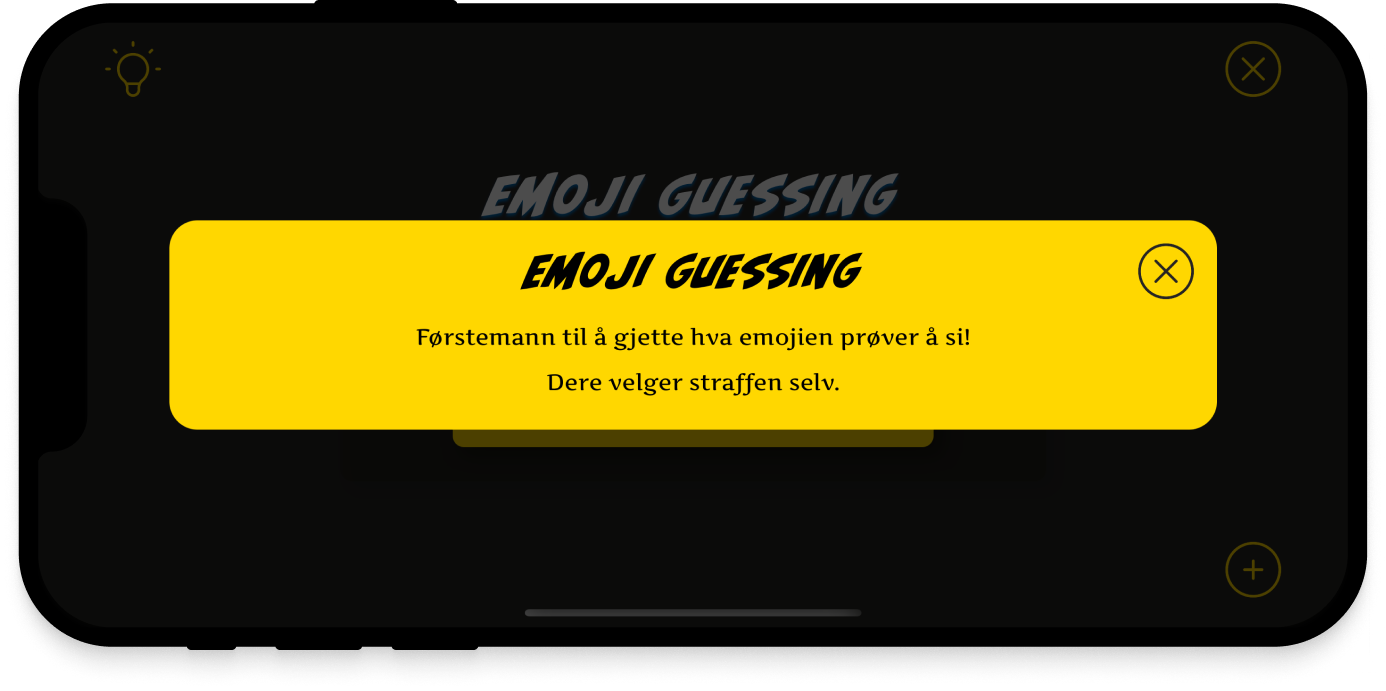 EMOJI GUESSING
EMOJI GUESSING
Førstemann til å gjette hva emojien prøver å si!
Dere velger straffen selv.